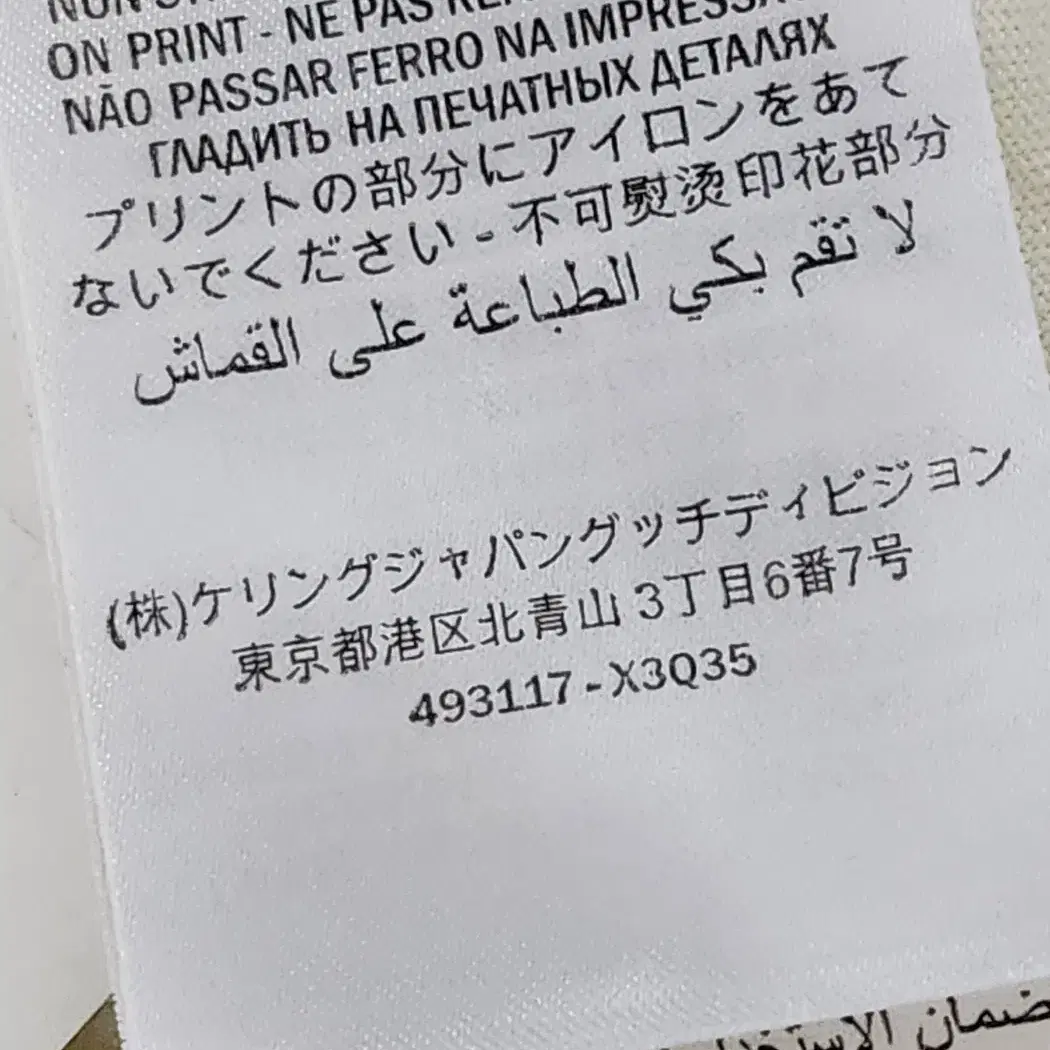 ON PRINT - NE PAS
NÃO PASSAR FERRO NA
ГЛАДИТЬ НА ПЕЧАТНЫХ ДЕТАЛЯХ
プリントの部分にアイロンをあて
ないでください - 不可熨烫印花部分
لا تقم بكي الطباعة على القماش
(株)ケリングジャパングッチディビジョン
東京都港区北青山 3丁目6番7号
493117-X3Q35